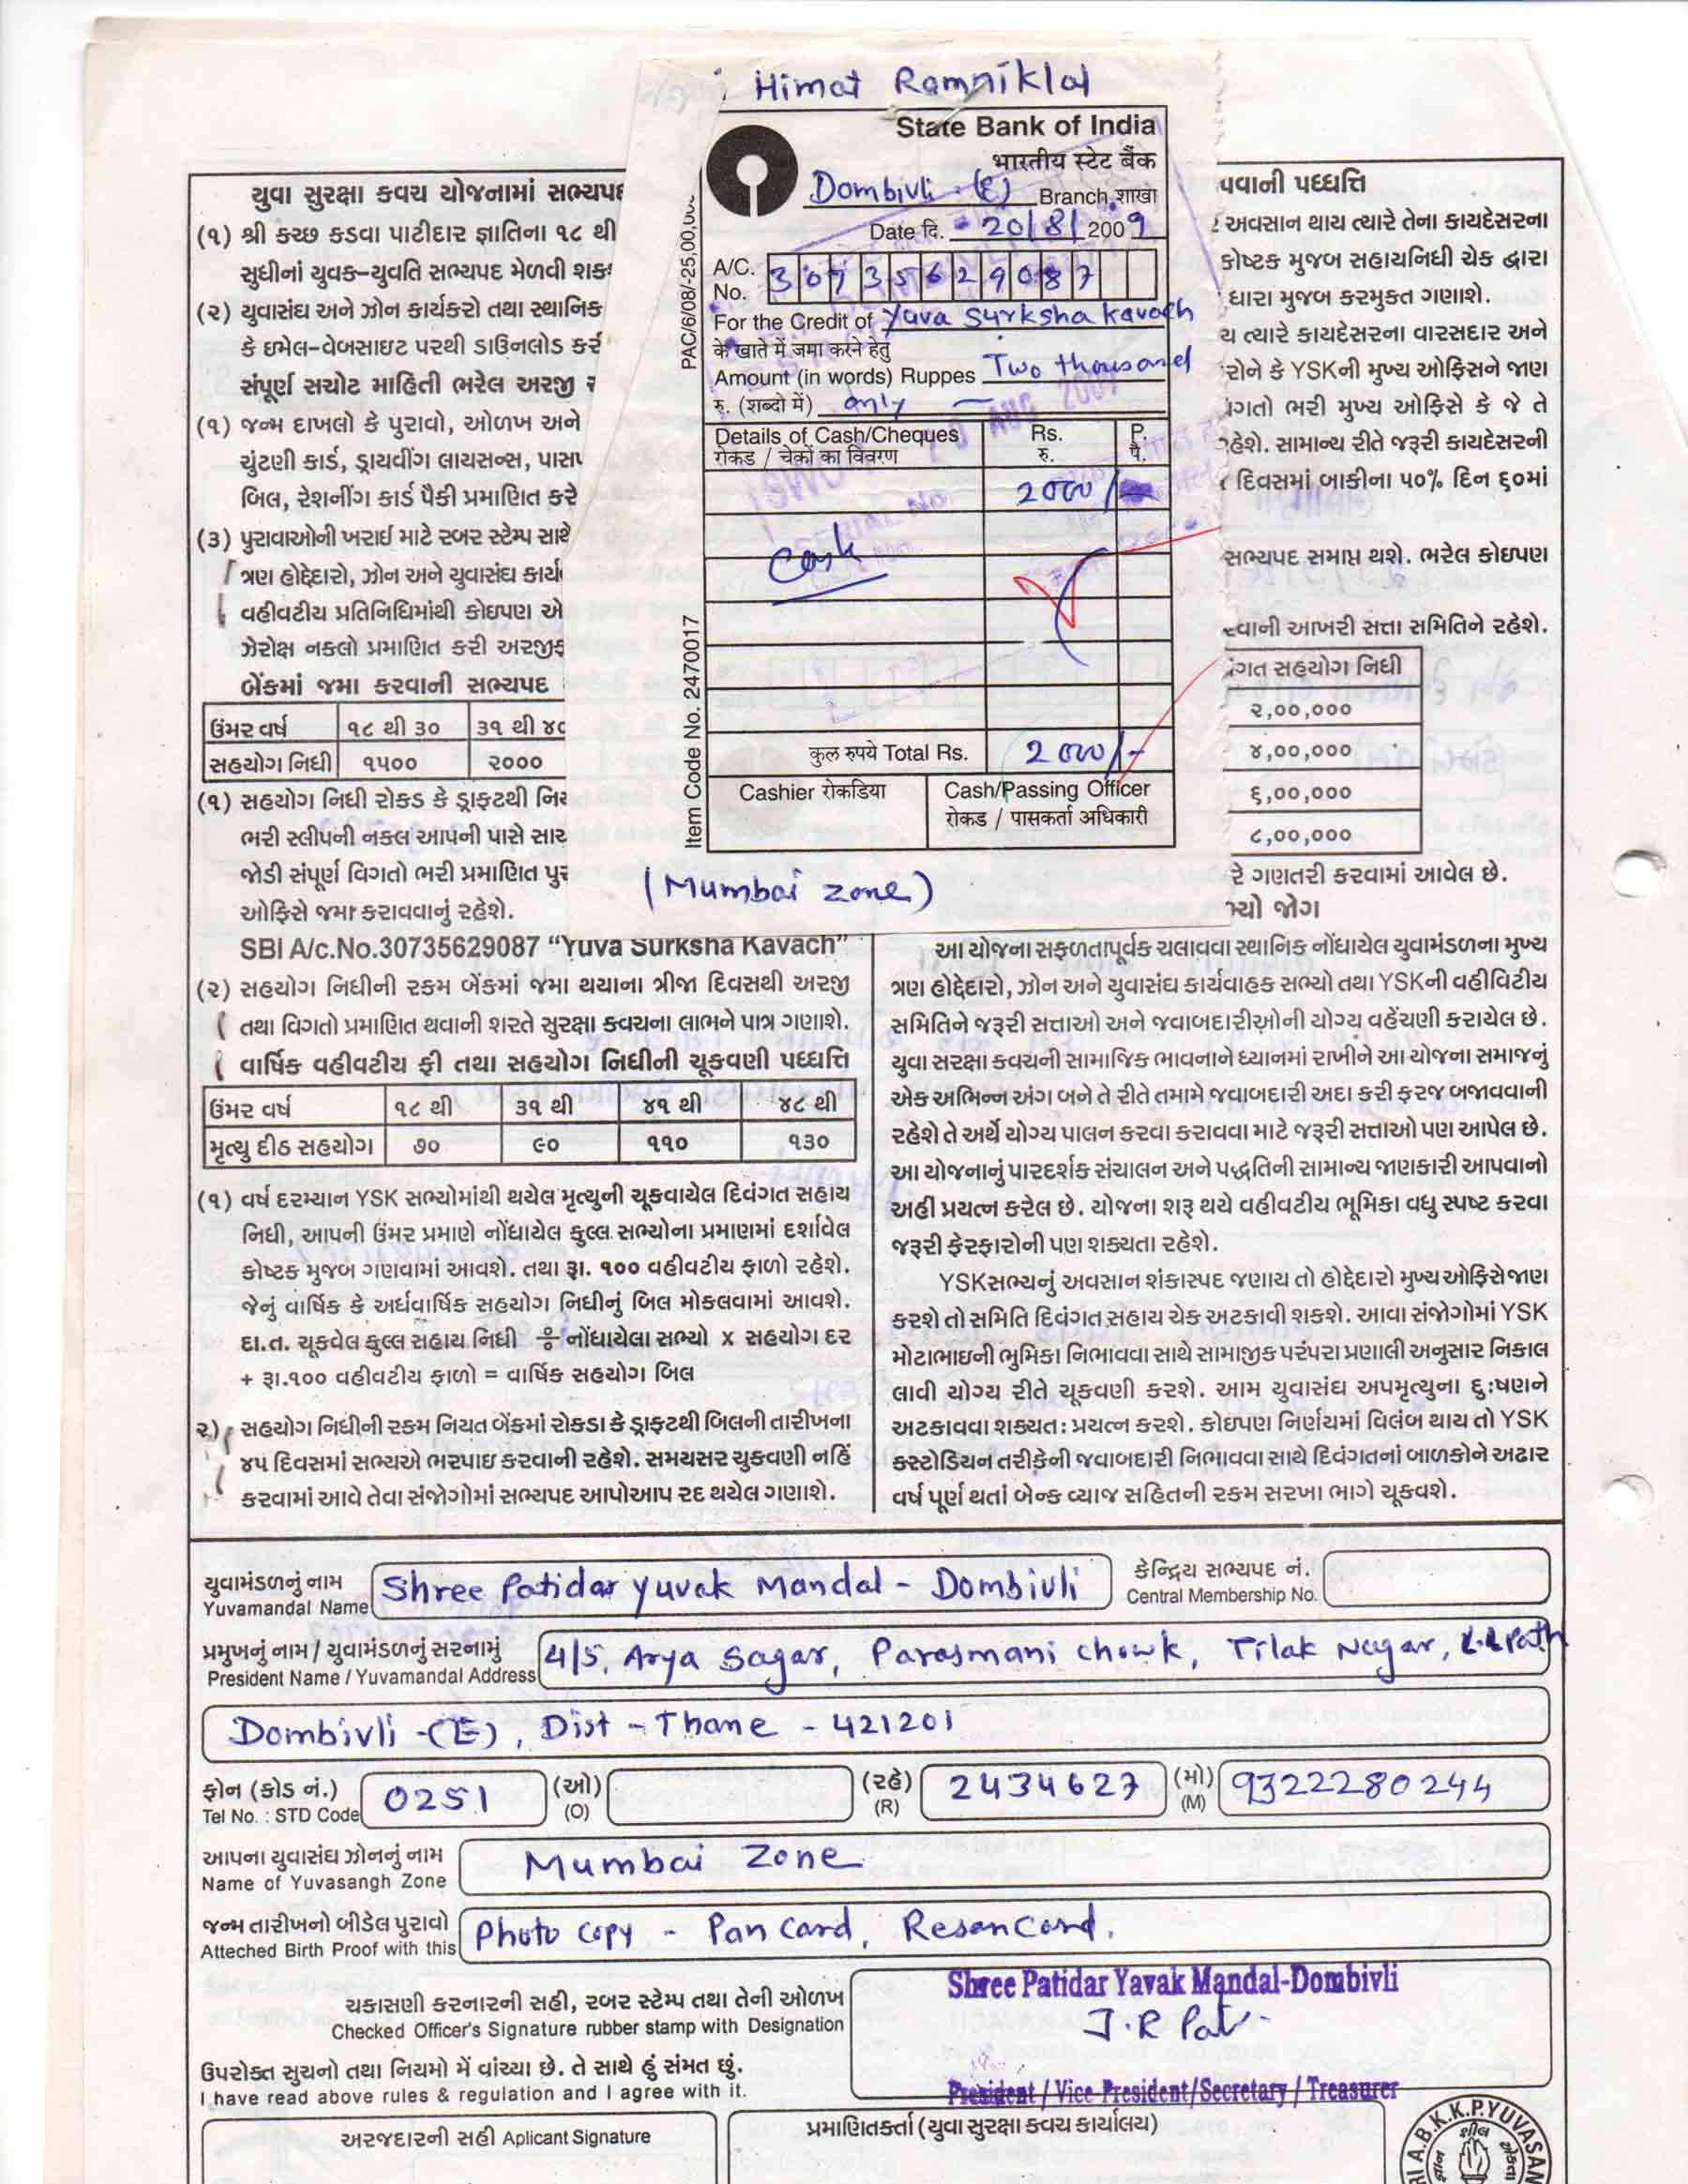 Himat Ramniklal
State Bank of India
भारतीय स्टेट बैंक
Dombivli (E) Branch शाखा
Date दि. 20/8/2009
A/C. No. 30735629087
For the Credit of Yuva Surksha kavach
के खाते में जमा करने हेतु
Amount (in words) Ruppes Two thousand
रु. (शब्दो में) only
Details of Cash/Cheques Rs. P.
रोकड / चेकों का विवरण रु. पै.
2000/
Cash
कुल रुपये Total Rs. 2000/-
Cashier रोकडिया Cash/Passing Officer
रोकड / पासकर्ता अधिकारी
PAC/6/08/-25,00,00
Item Code No. 2470017
(Mumbai zone)
યુવા સુરક્ષા કવચ યોજનામાં સભ્યપદ
(૧) શ્રી કચ્છ કડવા પાટીદાર જ્ઞાતિના ૧૮ થી
સુધીનાં યુવક-યુવતિ સભ્યપદ મેળવી
(૨) યુવાસંઘ અને ઝોન કાર્યકરો તથા સ્થાનિક
કે ઇમેલ-વેબસાઇટ પરથી ડાઉનલોડ
સંપૂર્ણ સચોટ માહિતી ભરેલ અરજી
(૧) જન્મ દાખલો કે પુરાવો, ઓળખ અને
ચુંટણી કાર્ડ, ડ્રાયવીંગ લાયસન્સ,
બિલ, રેશનીંગ કાર્ડ પૈકી પ્રમાણિત
(૩) પુરાવાઓની ખરાઇ માટે રબર સ્ટેમ્પ સાથે
ત્રણ હોદ્દેદારો, ઝોન અને યુવાસંઘ
વહીવટીય પ્રતિનિધિમાંથી કોઇપણ એ
ઝેરોક્ષ નકલો પ્રમાણિત કરી
બેંકમાં જમા કરવાની સભ્યપદ
ઉંમર વર્ષ ૧૮ થી ૩૦ ૩૧ થી ૪૦
સહયોગ નિધી ૧૫૦૦ ૨૦૦૦
(૧) સહયોગ નિધી રોકડ કે ડ્રાફટથી
ભરી સ્લીપની નકલ આપની પાસે
જોડી સંપૂર્ણ વિગતો ભરી પ્રમાણિત
ઓફિસે જમા કરાવવાનું રહેશે.
SBI A/c.No.30735629087 “Yuva Surksha Kavach”
(૨) સહયોગ નિધીની રકમ બેંકમાં જમા થયાના ત્રીજા દિવસથી અરજી
તથા વિગતો પ્રમાણિત થવાની શરતે સુરક્ષા કવચના લાભને પાત્ર ગણાશે.
વાર્ષિક વહીવટીય ફી તથા સહયોગ નિધીની ચૂકવણી પધ્ધત્તિ
ઉંમર વર્ષ ૧૮ થી ૩૧ થી ૪૧ થી ૪૮ થી
મૃત્યુ દીઠ સહયોગ ૭૦ ૯૦ ૧૧૦ ૧૩૦
(૧) વર્ષ દરમ્યાન YSK સભ્યોમાંથી થયેલ મૃત્યુની ચૂકવાયેલ દિવંગત સહાય
નિધી, આપની ઉંમર પ્રમાણે નોંધાયેલ કુલ્લ સભ્યોના પ્રમાણમાં દર્શાવેલ
કોષ્ટક મુજબ ગણવામાં આવશે. તથા રૂા. ૧૦૦ વહીવટીય ફાળો રહેશે.
જેનું વાર્ષિક કે અર્ધવાર્ષિક સહયોગ નિધીનું બિલ મોકલવામાં આવશે.
દા.ત. ચૂકવેલ કુલ્લ સહાય નિધી ÷ નોંધાયેલા સભ્યો x સહયોગ દર
+ રૂા.૧૦૦ વહીવટીય ફાળો = વાર્ષિક સહયોગ બિલ
૨) સહયોગ નિધીની રકમ નિયત બેંકમાં રોકડા કે ડ્રાફટથી બિલની તારીખના
૪૫ દિવસમાં સભ્યએ ભરપાઇ કરવાની રહેશે. સમયસર ચુકવણી નહિં
કરવામાં આવે તેવા સંજોગોમાં સભ્યપદ આપોઆપ રદ થયેલ ગણાશે.
પવાની પધ્ધત્તિ
અવસાન થાય ત્યારે તેના કાયદેસરના
કોષ્ટક મુજબ સહાયનિધી ચેક દ્વારા
ધારા મુજબ કરમુક્ત ગણાશે.
ય ત્યારે કાયદેસરના વારસદાર અને
રોને કે YSKની મુખ્ય ઓફિસને જાણ
ગતો ભરી મુખ્ય ઓફિસે કે જે તે
રહેશે. સામાન્ય રીતે જરૂરી કાયદેસરની
દિવસમાં બાકીના ૫૦% દિન ૬૦માં
સભ્યપદ સમાપ્ત થશે. ભરેલ કોઇપણ
વાની આખરી સત્તા સમિતિને રહેશે.
ંગત સહયોગ નિધી
૨,૦૦,૦૦૦
૪,૦૦,૦૦૦
૬,૦૦,૦૦૦
૮,૦૦,૦૦૦
રે ગણતરી કરવામાં આવેલ છે.
ભ્યો જોગ
આ યોજના સફળતાપૂર્વક ચલાવવા સ્થાનિક નોંધાયેલ યુવામંડળના મુખ્ય
ત્રણ હોદ્દેદારો, ઝોન અને યુવાસંઘ કાર્યવાહક સભ્યો તથા YSKની વહીવિટીય
સમિતિને જરૂરી સત્તાઓ અને જવાબદારીઓની યોગ્ય વહેંચણી કરાયેલ છે.
યુવા સરક્ષા કવચની સામાજિક ભાવનાને ધ્યાનમાં રાખીને આ યોજના સમાજનું
એક અભિન્ન અંગ બને તે રીતે તમામે જવાબદારી અદા કરી ફરજ બજાવવાની
રહેશે તે અર્થે યોગ્ય પાલન કરવા કરાવવા માટે જરૂરી સત્તાઓ પણ આપેલ છે.
આ યોજનાનું પારદર્શક સંચાલન અને પદ્ધતિની સામાન્ય જાણકારી આપવાનો
અહીં પ્રયત્ન કરેલ છે. યોજના શરૂ થયે વહીવટીય ભૂમિકા વધુ સ્પષ્ટ કરવા
જરૂરી ફેરફારોની પણ શક્યતા રહેશે.
YSKસભ્યનું અવસાન શંકાસ્પદ જણાય તો હોદ્દેદારો મુખ્ય ઓફિસે જાણ
કરશે તો સમિતિ દિવંગત સહાય ચેક અટકાવી શકશે. આવા સંજોગોમાં YSK
મોટાભાઇની ભુમિકા નિભાવવા સાથે સામાજીક પરંપરા પ્રણાલી અનુસાર નિકાલ
લાવી યોગ્ય રીતે ચૂકવણી કરશે. આમ યુવાસંઘ અપમૃત્યુના દુઃષણને
અટકાવવા શક્યતઃ પ્રયત્ન કરશે. કોઇપણ નિર્ણયમાં વિલંબ થાય તો YSK
કસ્ટોડિયન તરીકેની જવાબદારી નિભાવવા સાથે દિવંગતનાં બાળકોને અઢાર
વર્ષ પૂર્ણ થતાં બેન્ક વ્યાજ સહિતની રકમ સરખા ભાગે ચૂકવશે.
યુવામંડળનું નામ Shree Patidar Yuvak Mandal - Dombivli કેન્દ્રિય સભ્યપદ નં.
Yuvamandal Name Central Membership No.
પ્રમુખનું નામ / યુવામંડળનું સરનામું 4/5, Arya Sagar, Parasmani chowk, Tilak Nagar, L.L Path
President Name / Yuvamandal Address
Dombivli -(E), Dist - Thane - 421201
ફોન (કોડ નં.) 0251 (ઓ) (રહે) 2434627 (મો) 9322280244
Tel No. : STD Code (O) (R) (M)
આપના યુવાસંઘ ઝોનનું નામ Mumbai Zone
Name of Yuvasangh Zone
જન્મ તારીખનો બીડેલ પુરાવો Photo copy - Pan card, Resancard.
Atteched Birth Proof with this
Shree Patidar Yavak Mandal-Dombivli
ચકાસણી કરનારની સહી, રબર સ્ટેમ્પ તથા તેની ઓળખ
Checked Officer's Signature rubber stamp with Designation
J.R Pat
ઉપરોક્ત સુચનો તથા નિયમો મેં વાંચ્યા છે. તે સાથે હું સંમત છું.
I have read above rules & regulation and I agree with it.
President / Vice President/Secretary / Treasurer
અરજદારની સહી Aplicant Signature
પ્રમાણિતકર્તા (યુવા સુરક્ષા કવચ કાર્યાલય)
A.B.K.K.P.YUVASAN